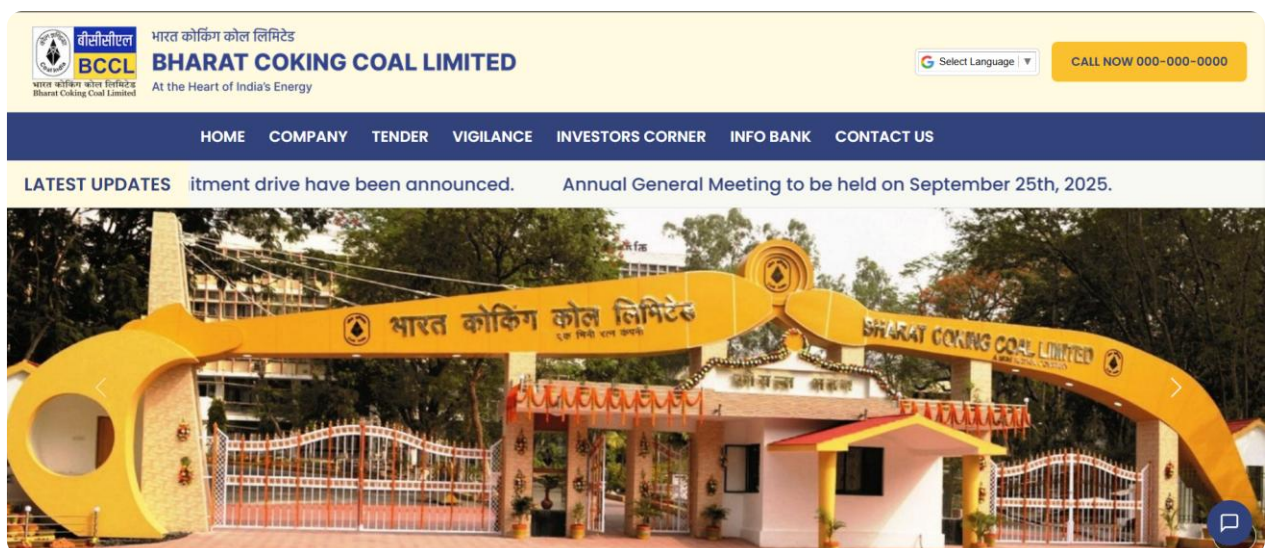 बीसीसीएल
BCCL
भारत कोकिंग कोल लिमिटेड
Bharat Coking Coal Limited
भारत कोकिंग कोल लिमिटेड
BHARAT COKING COAL LIMITED
At the Heart of India's Energy
Select Language
CALL NOW 000-000-0000
HOME COMPANY TENDER VIGILANCE INVESTORS CORNER INFO BANK CONTACT US
LATEST UPDATES itment drive have been announced. Annual General Meeting to be held on September 25th, 2025.
भारत कोकिंग कोल लिमिटेड
एक मिनी रत्न कंपनी
BHARAT COKING COAL LIMITED